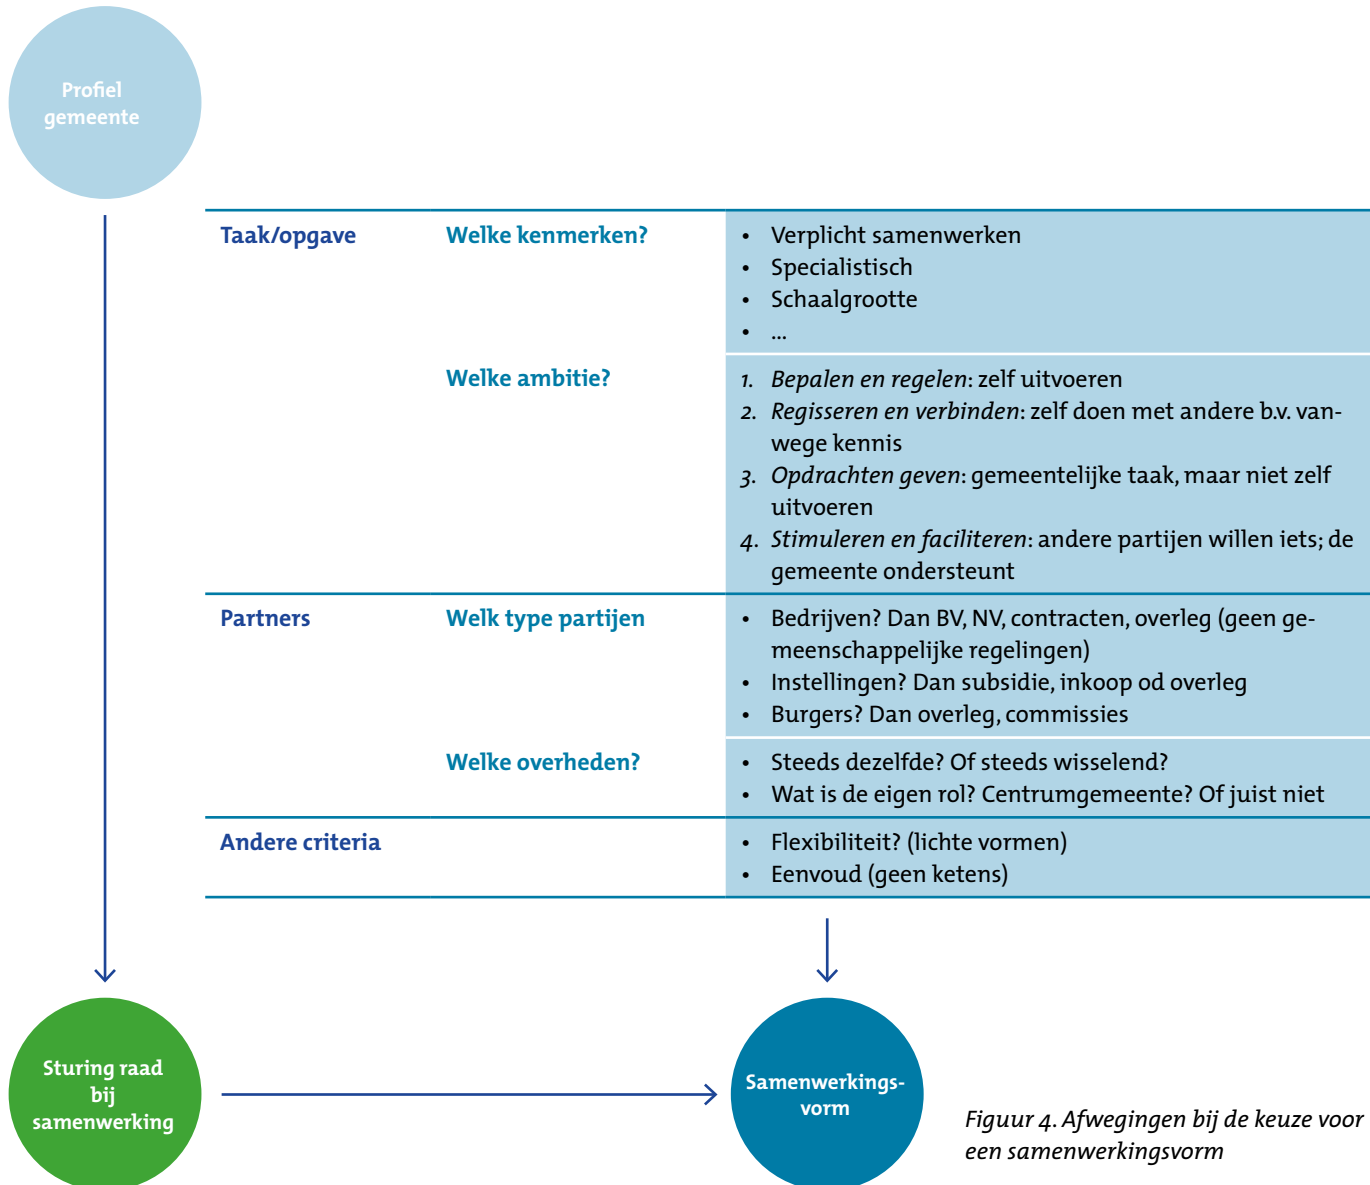 Profiel
gemeente
Taak/opgave
Welke kenmerken?
• Verplicht samenwerken
• Specialistisch
• Schaalgrootte
• ...
Welke ambitie?
1. Bepalen en regelen: zelf uitvoeren
2. Regisseren en verbinden: zelf doen met andere b.v. van-
wege kennis
3. Opdrachten geven: gemeentelijke taak, maar niet zelf
uitvoeren
4. Stimuleren en faciliteren: andere partijen willen iets; de
gemeente ondersteunt
Partners
Welk type partijen
• Bedrijven? Dan BV, NV, contracten, overleg (geen ge-
meenschappelijke regelingen)
• Instellingen? Dan subsidie, inkoop od overleg
• Burgers? Dan overleg, commissies
Welke overheden?
• Steeds dezelfde? Of steeds wisselend?
• Wat is de eigen rol? Centrumgemeente? Of juist niet
Andere criteria
• Flexibiliteit? (lichte vormen)
• Eenvoud (geen ketens)
Sturing raad
bij
samenwerking
Samenwerkings-
vorm
Figuur 4. Afwegingen bij de keuze voor
een samenwerkingsvorm